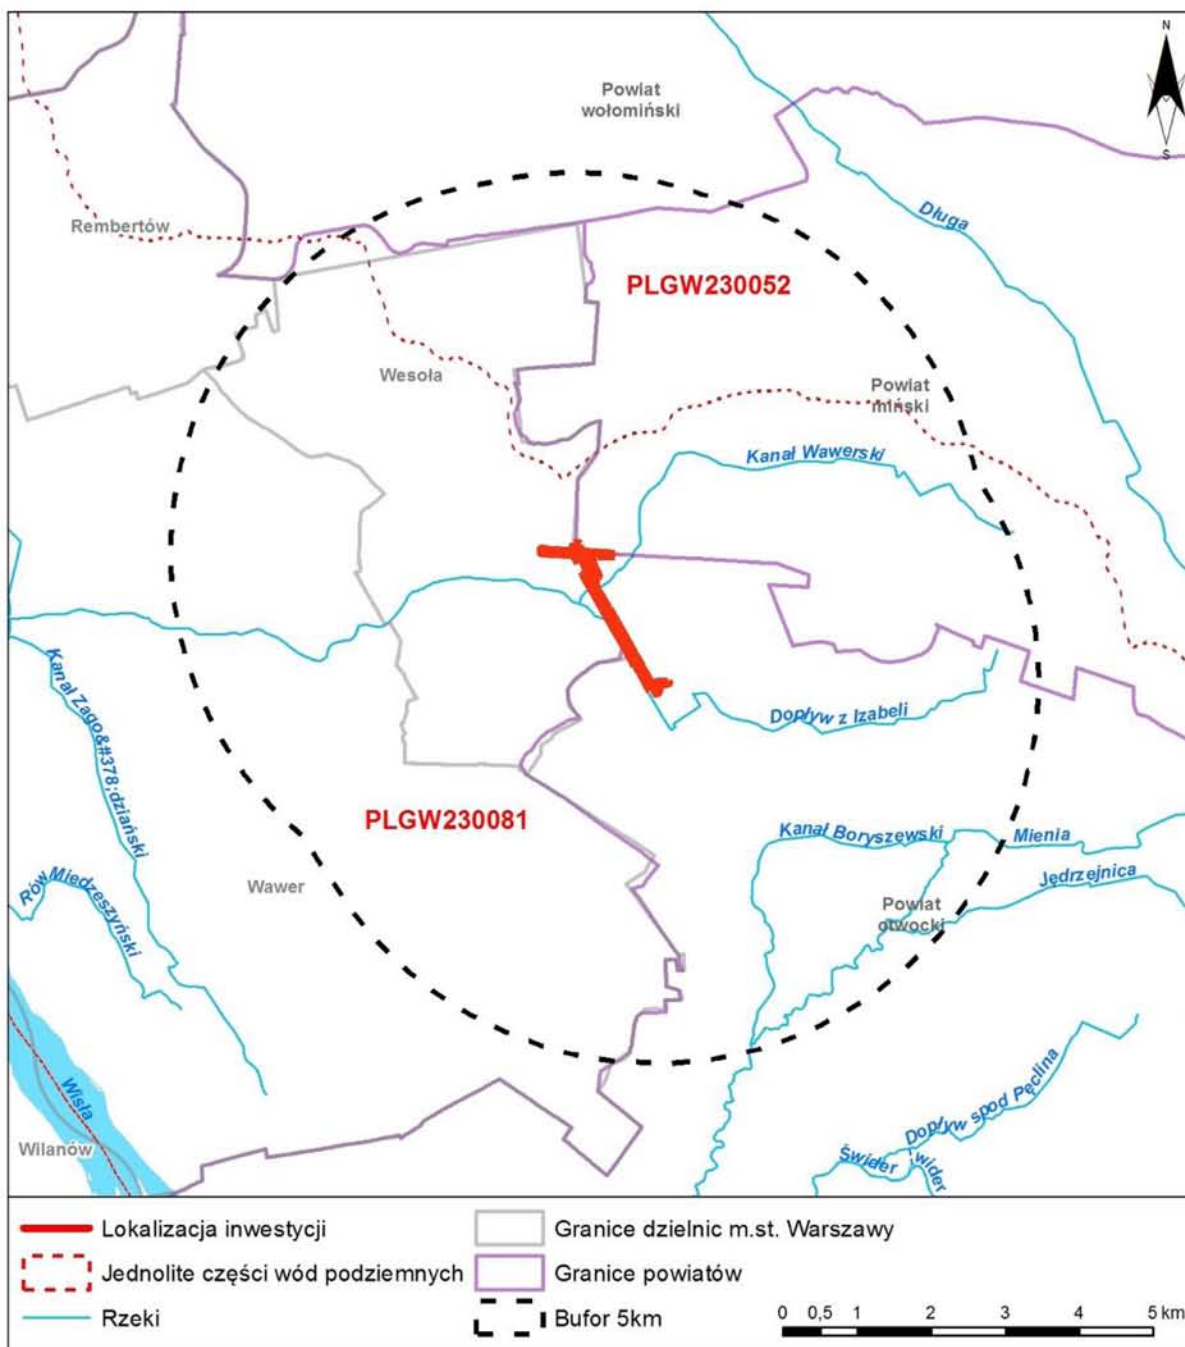 N
S
Powiat
wołomiński
Rembertów
Długa
PLGW230052
Wesoła
Powiat
miński
Kanał Wawerski
Dopływ z Izabeli
Kanał Zago&#378;dziański
PLGW230081
Kanał Boryszewski
Mienia
Jędrzejnica
Wawer
Rów Miedzeszyński
Powiat
otwocki
Wisła
Wilanów
Dopływ spod Pęclina
Świder
wider
Lokalizacja inwestycji
Jednolite części wód podziemnych
Rzeki
Granice dzielnic m.st. Warszawy
Granice powiatów
Bufor 5km
0 0,5 1 2 3 4 5 km